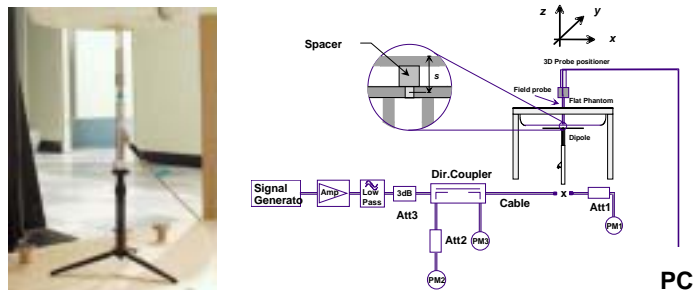 z
y
x
Spacer
s
3D Probe positioner
Field probe
Flat Phantom
Dipole
Signal
Generato
Amp
Low
Pass
3dB
Att3
Dir.Coupler
Cable
x
Att1
PM1
Att2
PM3
PM2
PC